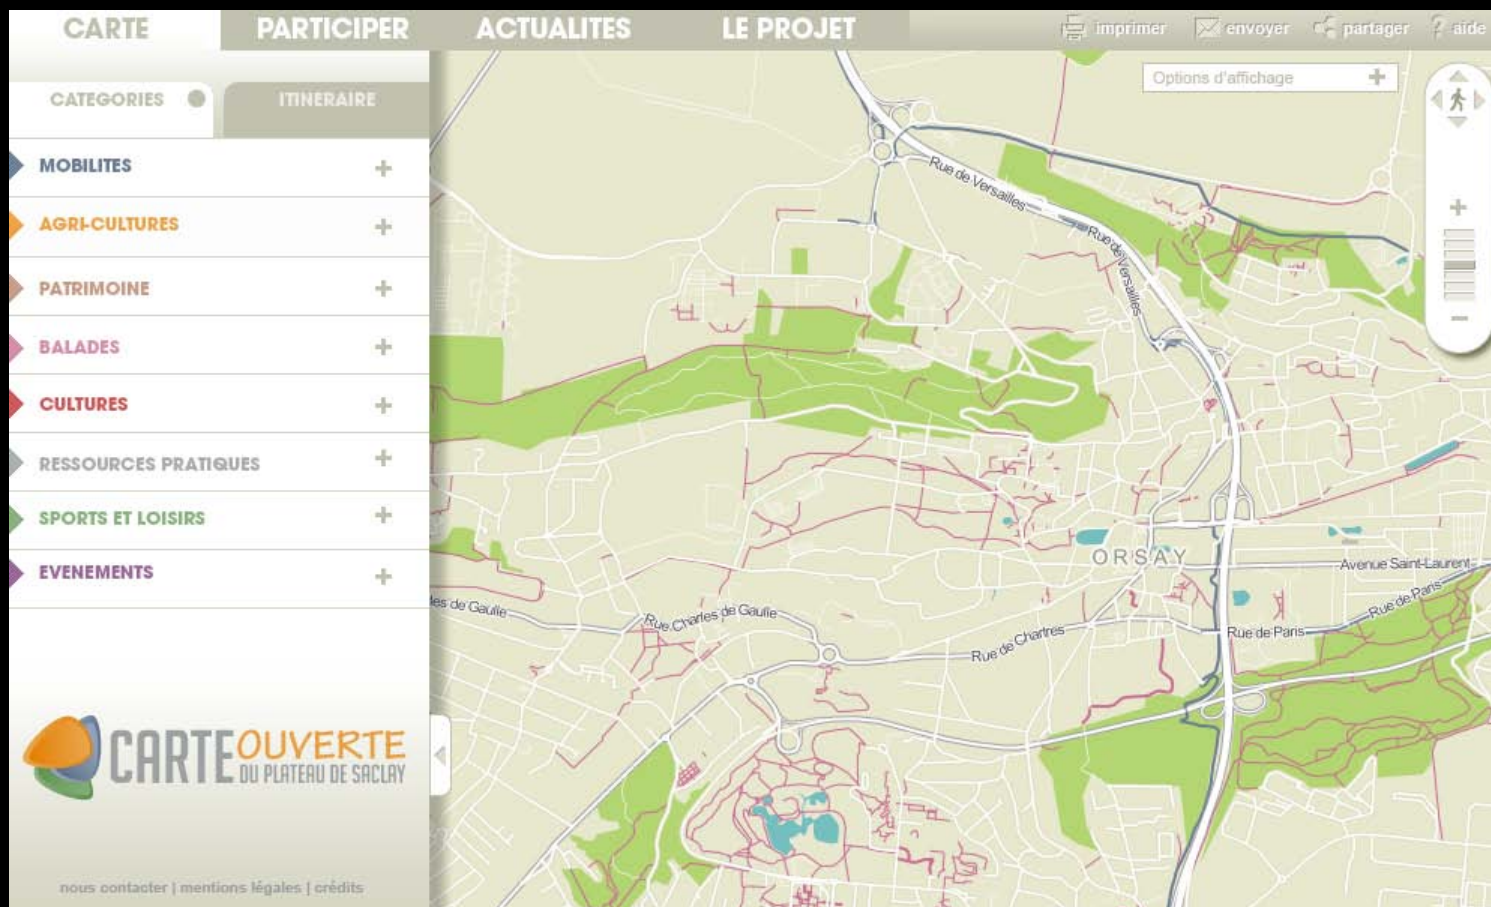 CARTE
PARTICIPER
ACTUALITES
LE PROJET
imprimer
envoyer
partager
? aide
CATEGORIES
ITINERAIRE
Options d'affichage
MOBILITES
AGRI-CULTURES
PATRIMOINE
BALADES
CULTURES
RESSOURCES PRATIQUES
SPORTS ET LOISIRS
EVENEMENTS
Rue de Versailles
Rue de Versailles
ORSAY
Avenue Saint-Laurent
Rue de Paris
les de Gaulle
Rue Charles de Gaulle
Rue de Chartres
Rue de Paris
CARTE OUVERTE
DU PLATEAU DE SACLAY
nous contacter | mentions légales | crédits